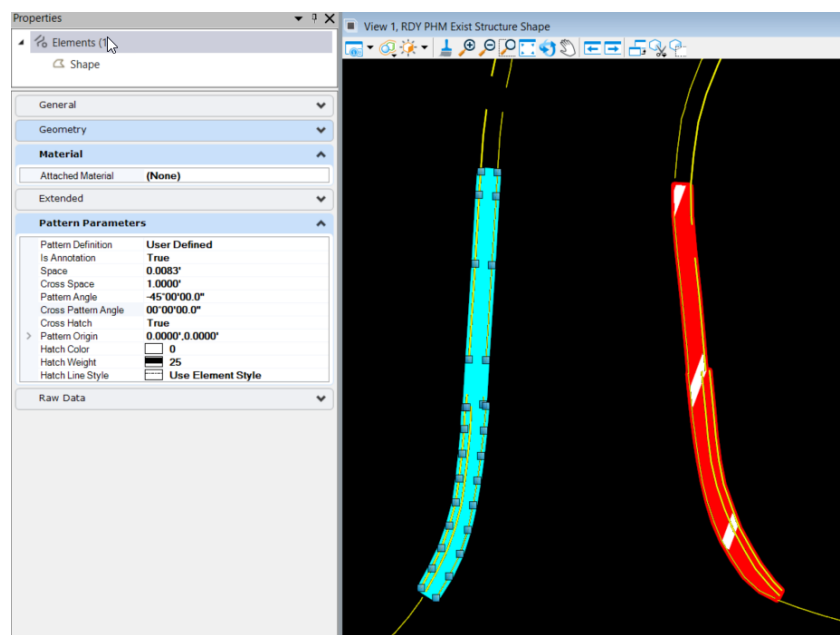 Properties
Elements (1)
Shape
General
Geometry
Material
Attached Material (None)
Extended
Pattern Parameters
Pattern Definition User Defined
Is Annotation True
Space 0.0083'
Cross Space 1.0000'
Pattern Angle -45°00'00.0"
Cross Pattern Angle 00°00'00.0"
Cross Hatch True
Pattern Origin 0.0000',0.0000'
Hatch Color 0
Hatch Weight 25
Hatch Line Style Use Element Style
Raw Data
View 1, RDY PHM Exist Structure Shape